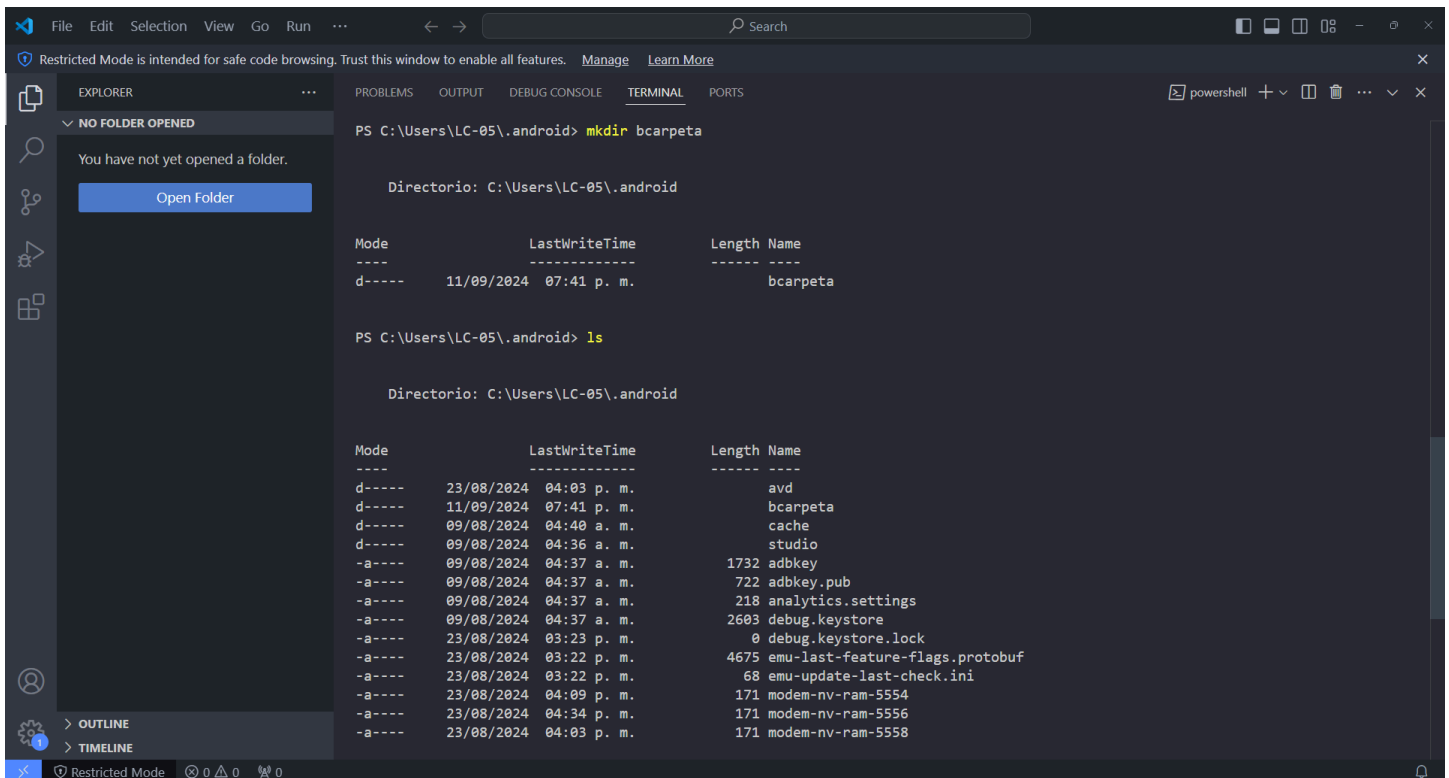 File Edit Selection View Go Run ··· ← → Search
Restricted Mode is intended for safe code browsing. Trust this window to enable all features. Manage Learn More
EXPLORER ···
NO FOLDER OPENED
You have not yet opened a folder.
Open Folder
PROBLEMS OUTPUT DEBUG CONSOLE TERMINAL PORTS powershell
PS C:\Users\LC-05\.android> mkdir bcarpeta
Directorio: C:\Users\LC-05\.android
Mode LastWriteTime Length Name
---- ------------- ------ ----
d----- 11/09/2024 07:41 p. m. bcarpeta
PS C:\Users\LC-05\.android> ls
Directorio: C:\Users\LC-05\.android
Mode LastWriteTime Length Name
---- ------------- ------ ----
d----- 23/08/2024 04:03 p. m. avd
d----- 11/09/2024 07:41 p. m. bcarpeta
d----- 09/08/2024 04:40 a. m. cache
d----- 09/08/2024 04:36 a. m. studio
-a---- 09/08/2024 04:37 a. m. 1732 adbkey
-a---- 09/08/2024 04:37 a. m. 722 adbkey.pub
-a---- 09/08/2024 04:37 a. m. 218 analytics.settings
-a---- 09/08/2024 04:37 a. m. 2603 debug.keystore
-a---- 23/08/2024 03:23 p. m. 0 debug.keystore.lock
-a---- 23/08/2024 03:22 p. m. 4675 emu-last-feature-flags.protobuf
-a---- 23/08/2024 03:22 p. m. 68 emu-update-last-check.ini
-a---- 23/08/2024 04:09 p. m. 171 modem-nv-ram-5554
-a---- 23/08/2024 04:34 p. m. 171 modem-nv-ram-5556
-a---- 23/08/2024 04:03 p. m. 171 modem-nv-ram-5558
OUTLINE
1
TIMELINE
Restricted Mode 0 0 0